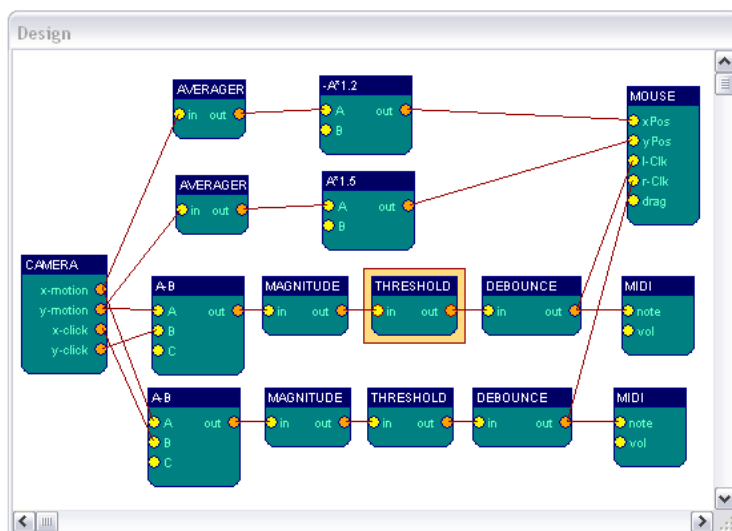 Design
AVERAGER
in out
-A*1.2
A out
B
MOUSE
xPos
yPos
l-Clk
r-Clk
drag
AVERAGER
in out
A*1.5
A out
B
CAMERA
x-motion
y-motion
x-click
y-click
A-B
A out
B
C
MAGNITUDE
in out
THRESHOLD
in out
DEBOUNCE
in out
MIDI
note
vol
A-B
A out
B
C
MAGNITUDE
in out
THRESHOLD
in out
DEBOUNCE
in out
MIDI
note
vol